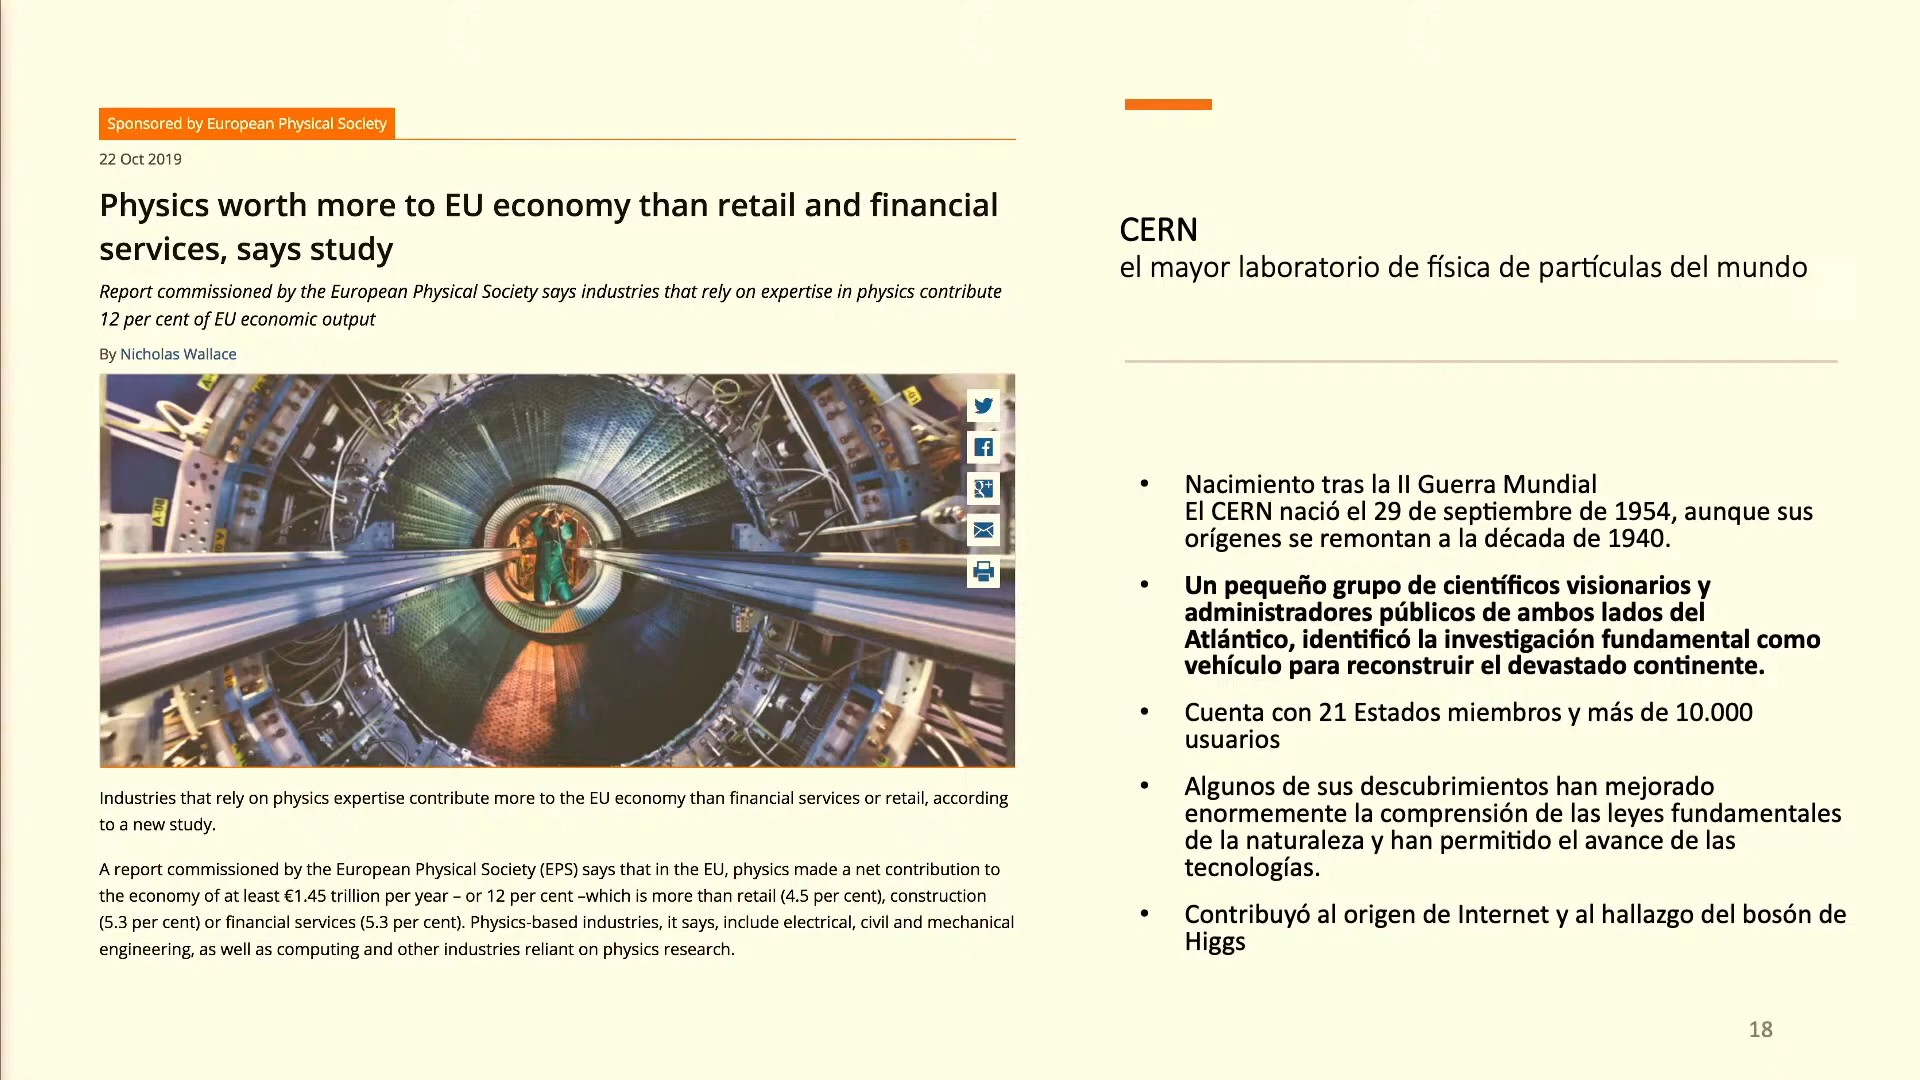 Sponsored by European Physical Society
22 Oct 2019
Physics worth more to EU economy than retail and financial
services, says study
Report commissioned by the European Physical Society says industries that rely on expertise in physics contribute
12 per cent of EU economic output
By Nicholas Wallace
Industries that rely on physics expertise contribute more to the EU economy than financial services or retail, according
to a new study.
A report commissioned by the European Physical Society (EPS) says that in the EU, physics made a net contribution to
the economy of at least €1.45 trillion per year – or 12 per cent –which is more than retail (4.5 per cent), construction
(5.3 per cent) or financial services (5.3 per cent). Physics-based industries, it says, include electrical, civil and mechanical
engineering, as well as computing and other industries reliant on physics research.
CERN
el mayor laboratorio de física de partículas del mundo
• Nacimiento tras la II Guerra Mundial
El CERN nació el 29 de septiembre de 1954, aunque sus
orígenes se remontan a la década de 1940.
• Un pequeño grupo de científicos visionarios y
administradores públicos de ambos lados del
Atlántico, identificó la investigación fundamental como
vehículo para reconstruir el devastado continente.
• Cuenta con 21 Estados miembros y más de 10.000
usuarios
• Algunos de sus descubrimientos han mejorado
enormemente la comprensión de las leyes fundamentales
de la naturaleza y han permitido el avance de las
tecnologías.
• Contribuyó al origen de Internet y al hallazgo del bosón de
Higgs
18